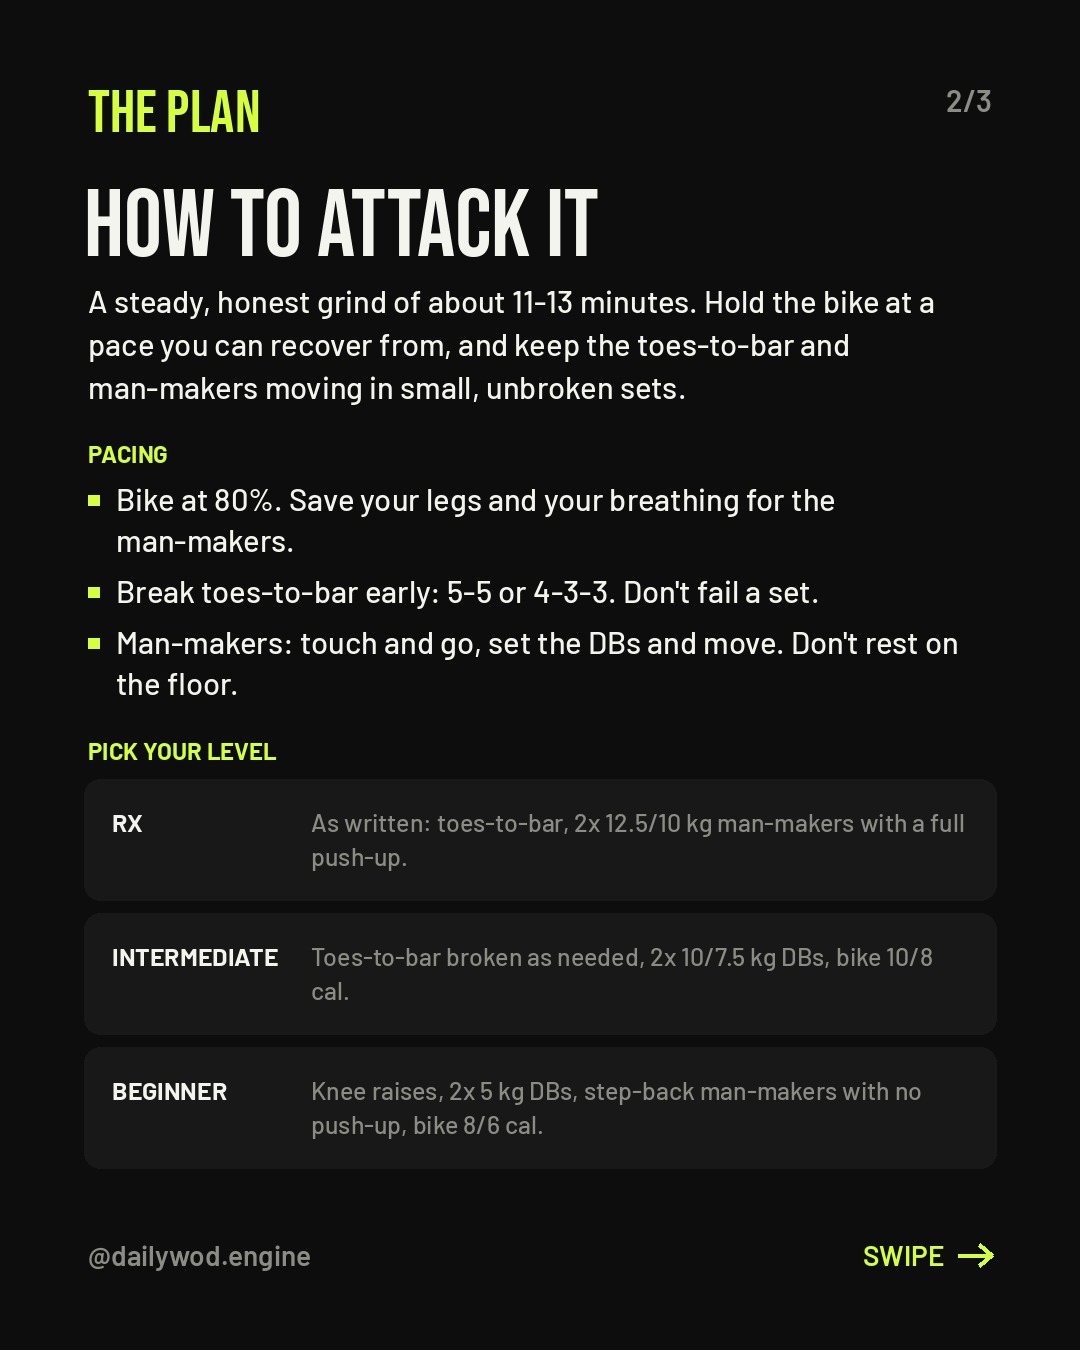 THE PLAN
2/3
HOW TO ATTACK IT
A steady, honest grind of about 11-13 minutes. Hold the bike at a
pace you can recover from, and keep the toes-to-bar and
man-makers moving in small, unbroken sets.
PACING
Bike at 80%. Save your legs and your breathing for the
man-makers.
Break toes-to-bar early: 5-5 or 4-3-3. Don't fail a set.
Man-makers: touch and go, set the DBs and move. Don't rest on
the floor.
PICK YOUR LEVEL
RX
As written: toes-to-bar, 2x 12.5/10 kg man-makers with a full
push-up.
INTERMEDIATE
Toes-to-bar broken as needed, 2x 10/7.5 kg DBs, bike 10/8
cal.
BEGINNER
Knee raises, 2x 5 kg DBs, step-back man-makers with no
push-up, bike 8/6 cal.
@dailywod.engine
SWIPE →